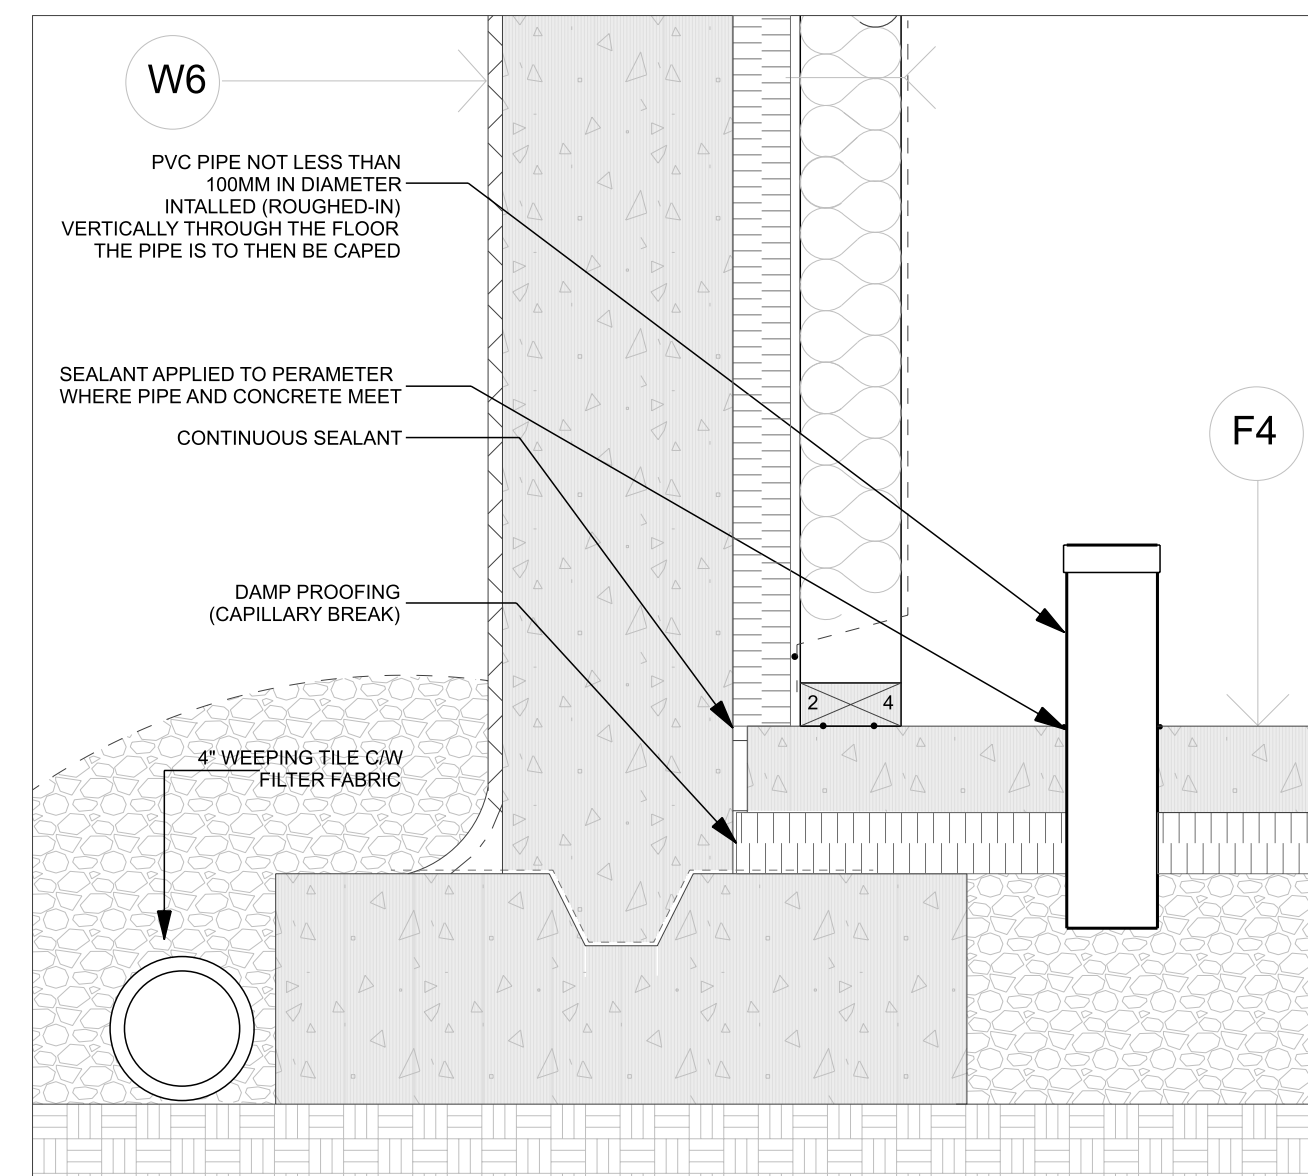 W6
PVC PIPE NOT LESS THAN
100MM IN DIAMETER
INTALLED (ROUGHED-IN)
VERTICALLY THROUGH THE FLOOR
THE PIPE IS TO THEN BE CAPED
SEALANT APPLIED TO PERAMETER
WHERE PIPE AND CONCRETE MEET
CONTINUOUS SEALANT
F4
DAMP PROOFING
(CAPILLARY BREAK)
2 4
4" WEEPING TILE C/W
FILTER FABRIC